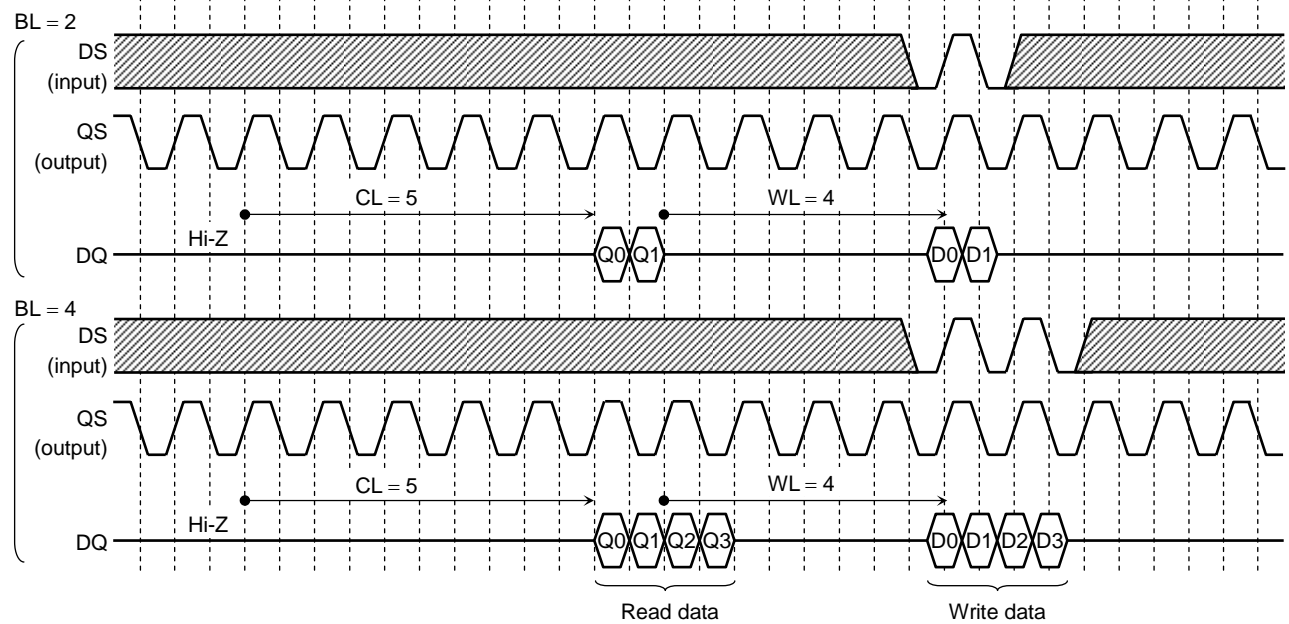 BL = 2
DS
(input)
QS
(output)
CL = 5
WL = 4
Hi-Z
DQ
Q0 Q1
D0 D1
BL = 4
DS
(input)
QS
(output)
CL = 5
WL = 4
Hi-Z
DQ
Q0 Q1 Q2 Q3
D0 D1 D2 D3
Read data
Write data